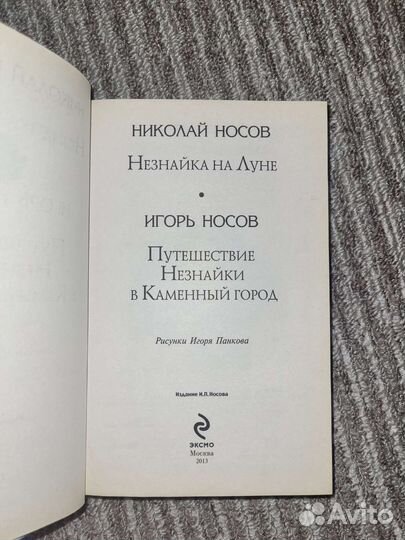 НИКОЛАЙ НОСОВ
НЕЗНАЙКА НА ЛУНЕ
•
ИГОРЬ НОСОВ
ПУТЕШЕСТВИЕ
НЕЗНАЙКИ
В КАМЕННЫЙ ГОРОД
Рисунки Игоря Панкова
Издание И.П.Носова
ЭКСМО
Москва
2013
Avito